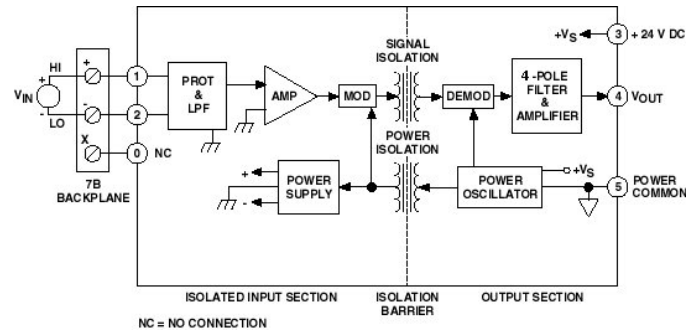 SIGNAL
ISOLATION
+VS
3
+ 24 V DC
HI
+
1
PROT
&
LPF
AMP
MOD
DEMOD
4 -POLE
FILTER
&
AMPLIFIER
4
VOUT
VIN
+
-
LO
-
2
X
0
NC
7B
BACKPLANE
POWER
ISOLATION
+
-
POWER
SUPPLY
POWER
OSCILLATOR
+VS
5
POWER
COMMON
ISOLATED INPUT SECTION
ISOLATION
BARRIER
OUTPUT SECTION
NC = NO CONNECTION